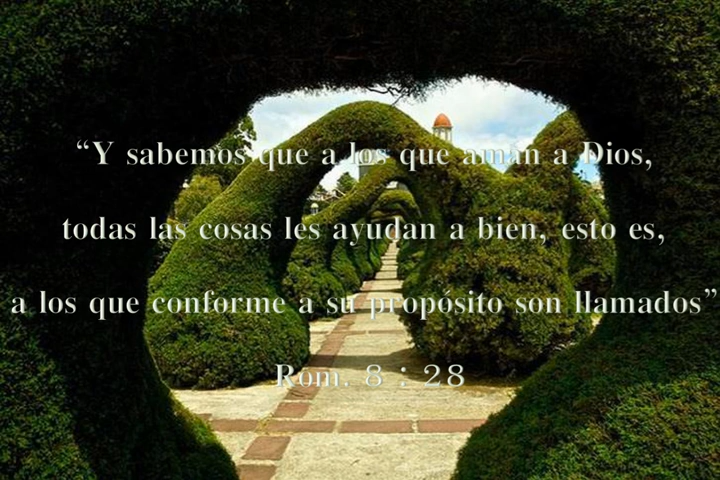 “Y sabemos que a los que aman a Dios,
todas las cosas les ayudan a bien, esto es,
a los que conforme a su propósito son llamados”
Rom. 8 : 28